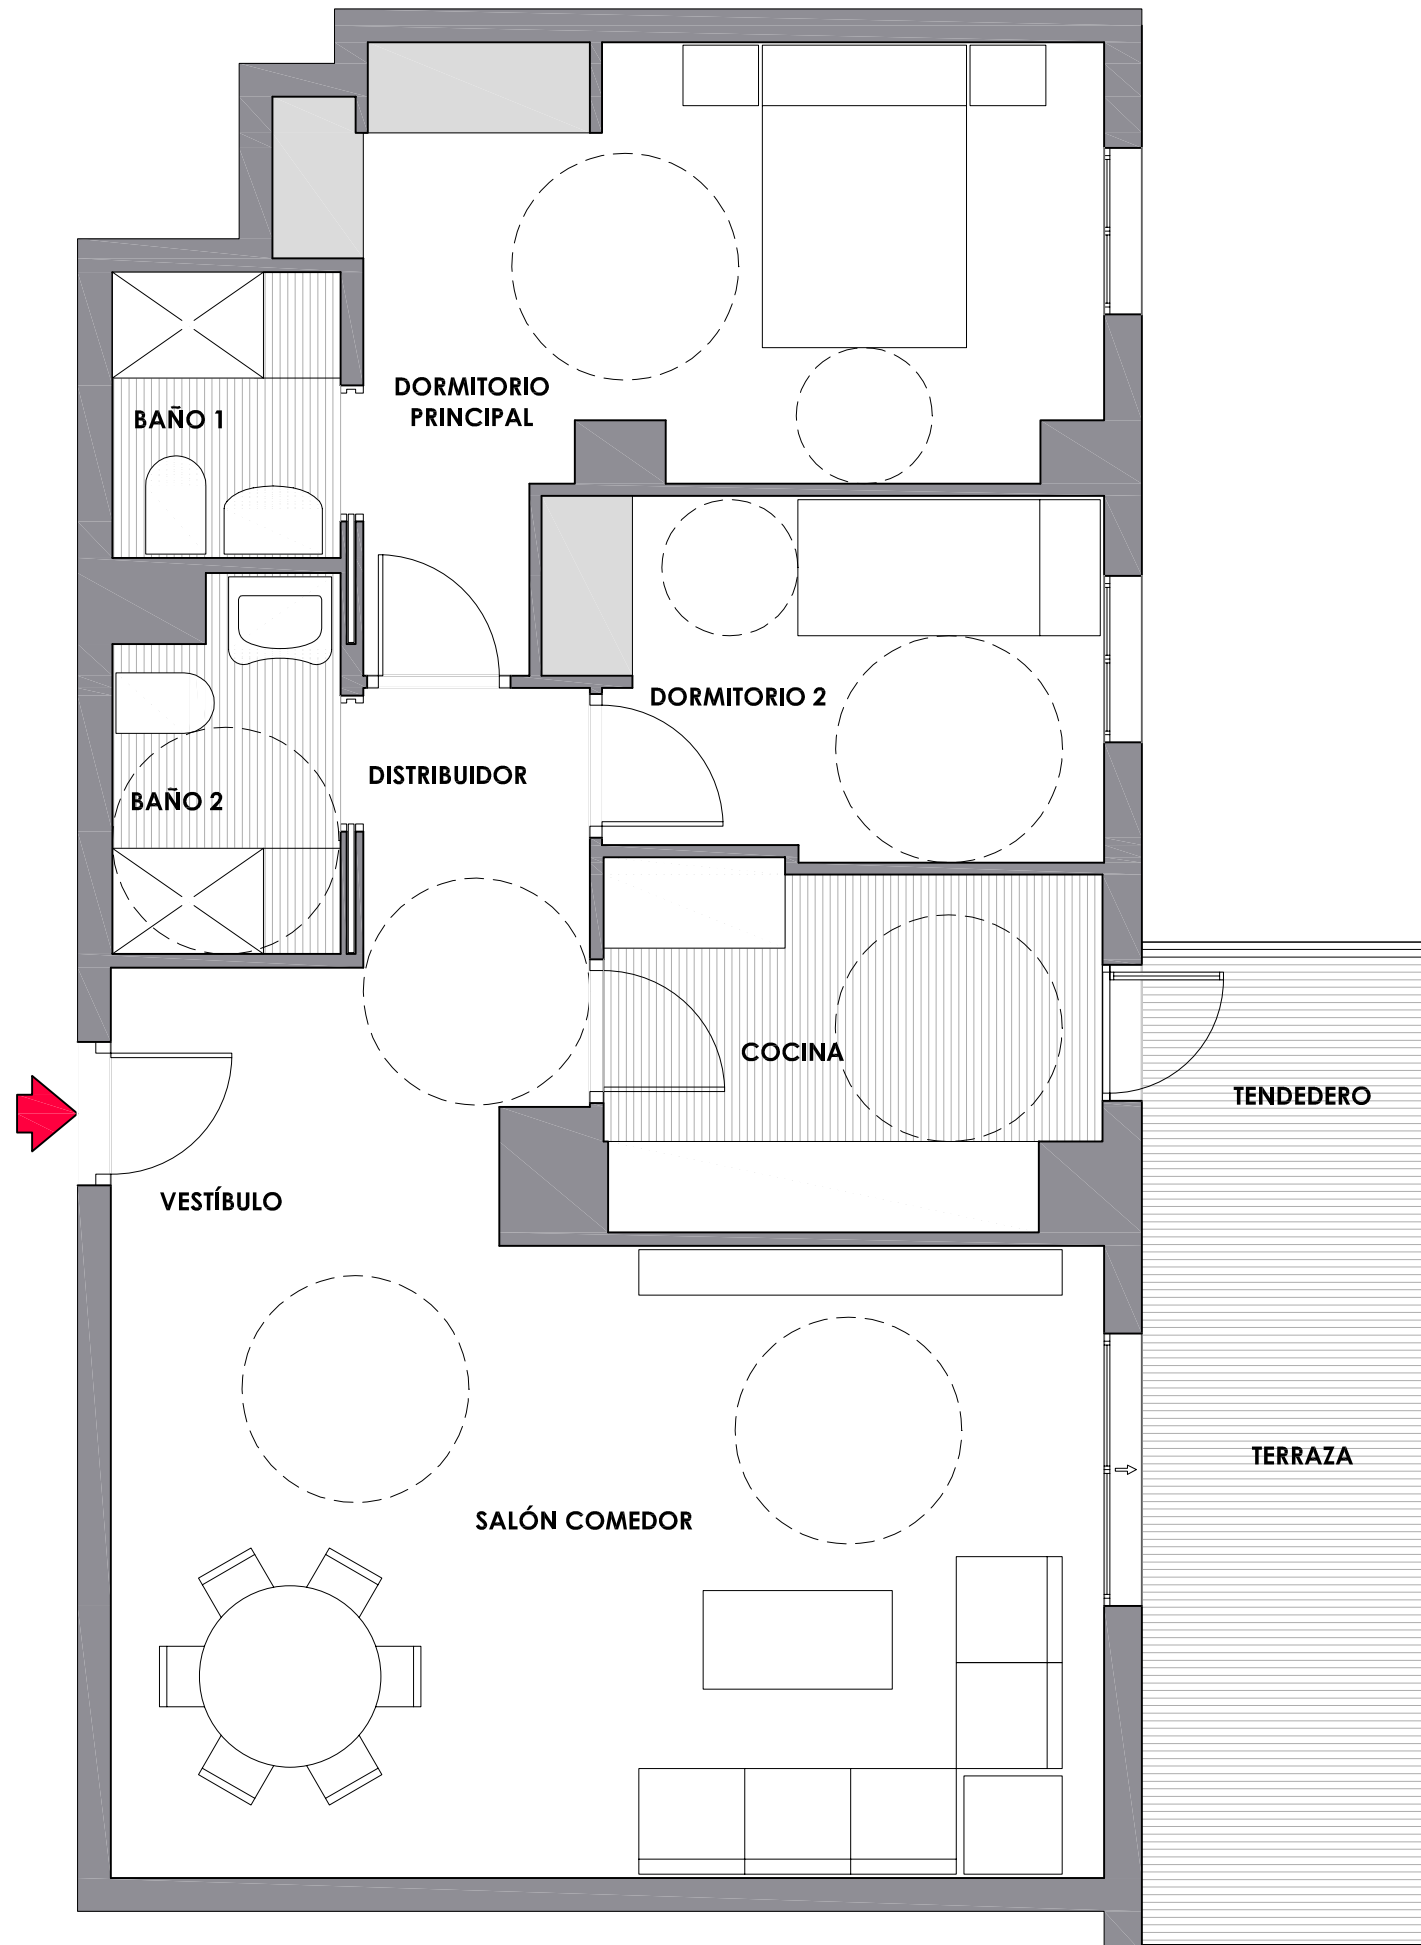 DORMITORIO
PRINCIPAL
BAÑO 1
DORMITORIO 2
DISTRIBUIDOR
BAÑO 2
COCINA
TENDEDERO
VESTÍBULO
TERRAZA
SALÓN COMEDOR